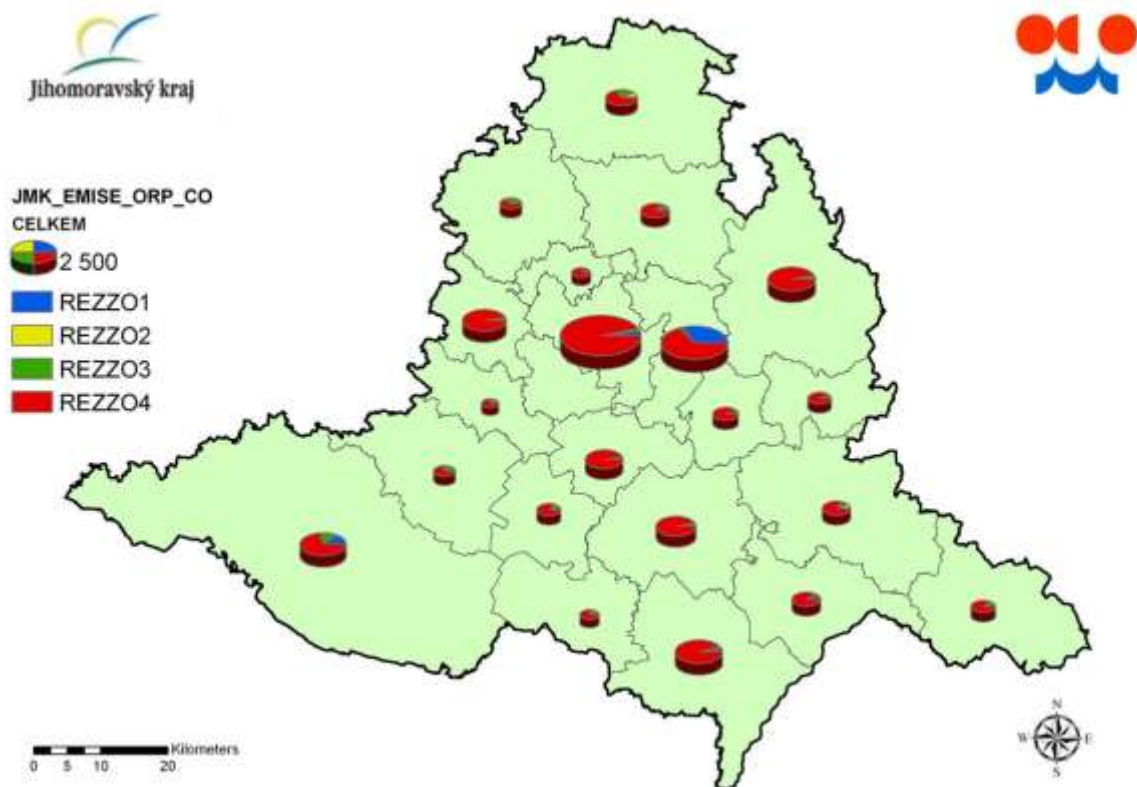 Jihomoravský kraj
JMK_EMISE_ORP_CO
CELKEM
2 500
REZZO1
REZZO2
REZZO3
REZZO4
Kilometers
0 5 10 20
N
W E
S